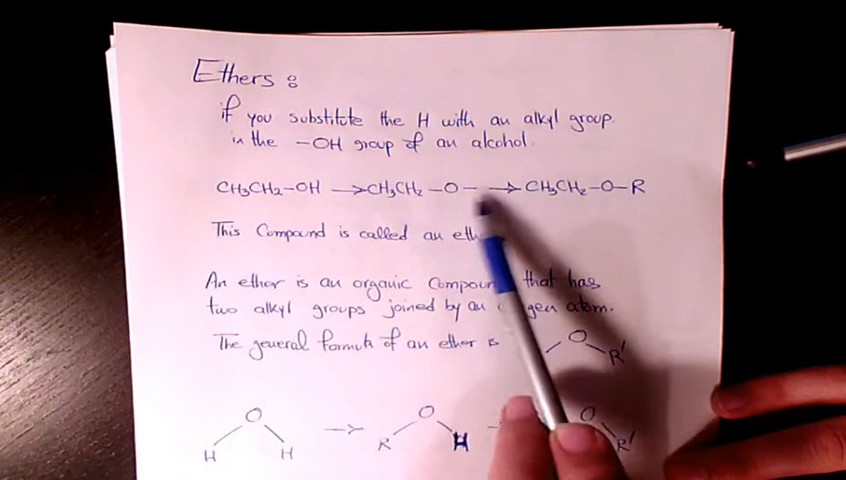 Ethers :
if you substitute the H with an alkyl group.
in the -OH group of an alcohol.
CH3CH2-OH → CH3CH2-O- → CH3CH2-O-R
This Compound is called an
An ether is an organic that has
two alkyl groups joined by an atom.
The general formula of an ether is O R'
O → O → O
H H R H R'